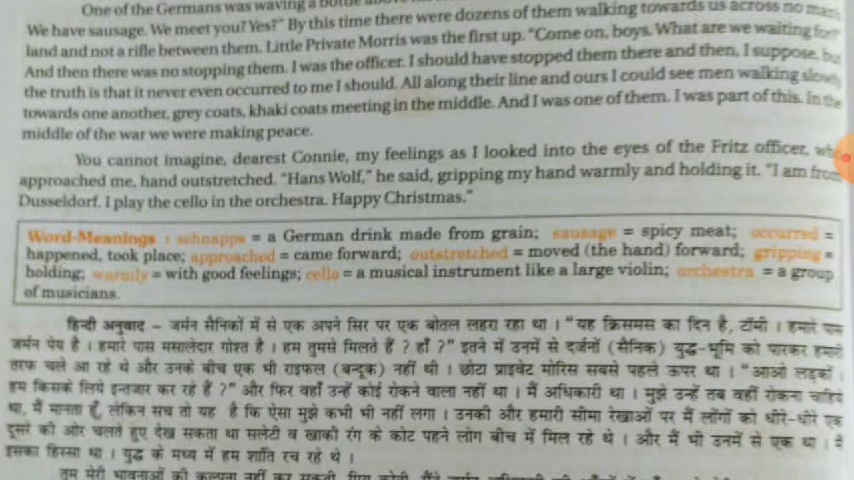 One of the Germans was waving a bottle above
We have sausage. We meet you? Yes?" By this time there were dozens of them walking towards us across no man's
land and not a rifle between them. Little Private Morris was the first up. "Come on, boys. What are we waiting for?"
And then there was no stopping them. I was the officer. I should have stopped them there and then, I suppose, but
the truth is that it never even occurred to me I should. All along their line and ours I could see men walking slowly
towards one another, grey coats, khaki coats meeting in the middle. And I was one of them. I was part of this. In the
middle of the war we were making peace.
You cannot imagine, dearest Connie, my feelings as I looked into the eyes of the Fritz officer, who
approached me, hand outstretched. "Hans Wolf," he said, gripping my hand warmly and holding it. "I am from
Dusseldorf. I play the cello in the orchestra. Happy Christmas."
Word-Meanings : schnapps = a German drink made from grain; sausage = spicy meat; occurred =
happened, took place; approached = came forward; outstretched = moved (the hand) forward; gripping =
holding; warmly = with good feelings; cello = a musical instrument like a large violin; orchestra = a group
of musicians.
हिन्दी अनुवाद – जर्मन सैनिकों में से एक अपने सिर पर एक बोतल लहरा रहा था । "यह क्रिसमस का दिन है, टॉमी । हमारे पास
जर्मन पेय है । हमारे पास मसालेदार गोश्त है । हम तुमसे मिलते हैं ? हाँ ?" इतने में उनमें से दर्जनों (सैनिक) युद्ध-भूमि को पारकर हमारी
तरफ चले आ रहे थे और उनके बीच एक भी राइफल (बन्दूक) नहीं थी । छोटा प्राइवेट मोरिस सबसे पहले ऊपर था । "आओ लड़कों ।
हम किसके लिये इन्तजार कर रहे हैं ?" और फिर वहाँ उन्हें कोई रोकने वाला नहीं था । मैं अधिकारी था । मुझे उन्हें तब वहीं रोकना चाहिये
था, मैं मानता हूँ, लेकिन सच तो यह है कि ऐसा मुझे कभी भी नहीं लगा । उनकी और हमारी सीमा रेखाओं पर मैं लोगों को धीरे-धीरे एक
दूसरे की ओर चलते हुए देख सकता था सलेटी व खाकी रंग के कोट पहने लोग बीच में मिल रहे थे । और मैं भी उनमें से एक था । मैं
इसका हिस्सा था । युद्ध के मध्य में हम शांति रच रहे थे ।
तुम मेरी भावनाओं की कल्पना नहीं कर सकती, प्रिय कोनी,